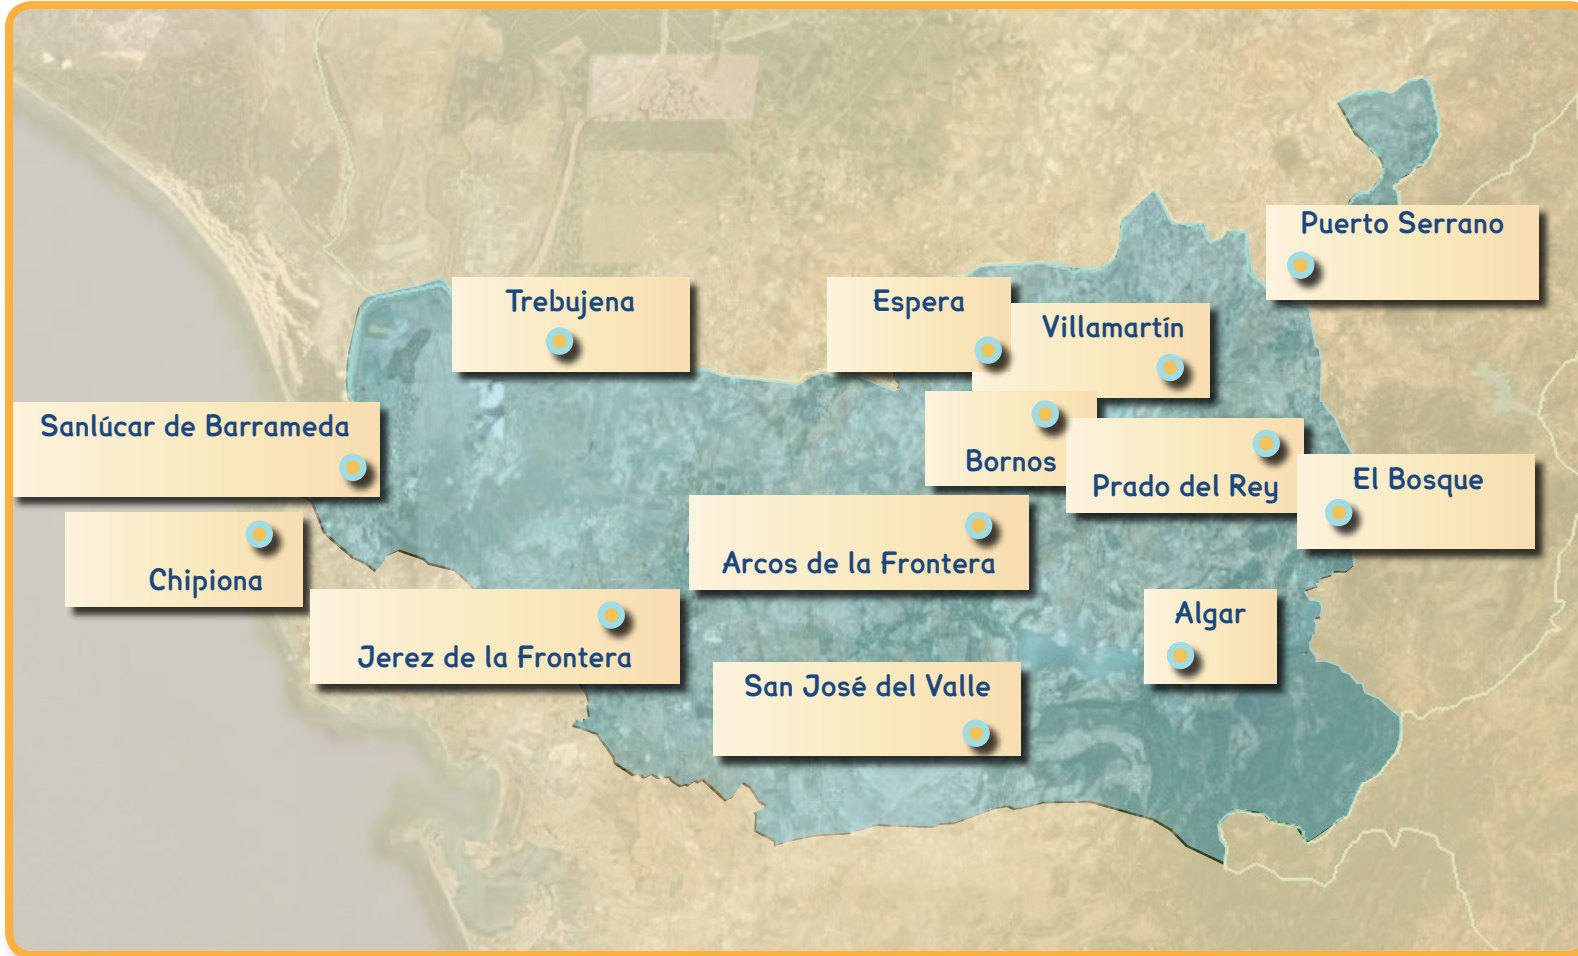 Puerto Serrano
Trebujena
Espera
Villamartín
Sanlúcar de Barrameda
Bornos
Prado del Rey
El Bosque
Chipiona
Arcos de la Frontera
Algar
Jerez de la Frontera
San José del Valle